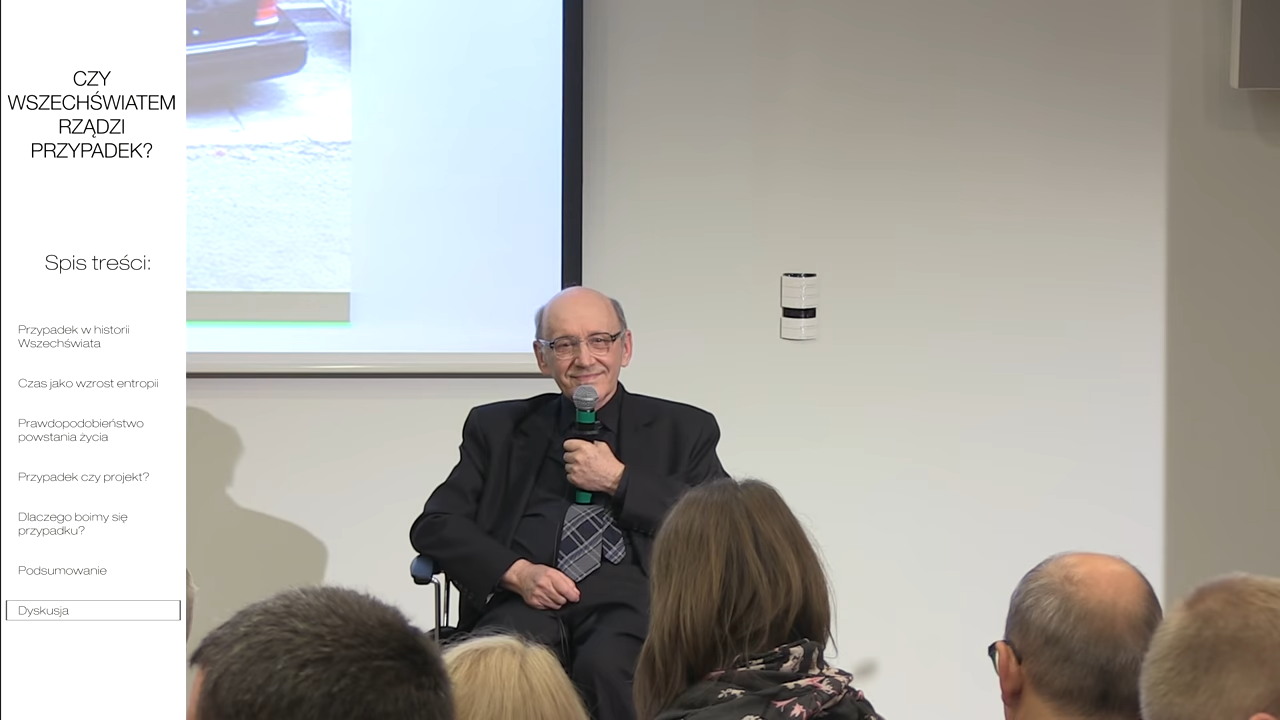 CZY
WSZECHŚWIATEM
RZĄDZI
PRZYPADEK?
Spis treści:
Przypadek w historii
Wszechświata
Czas jako wzrost entropii
Prawdopodobieństwo
powstania życia
Przypadek czy projekt?
Dlaczego boimy się
przypadku?
Podsumowanie
Dyskusja